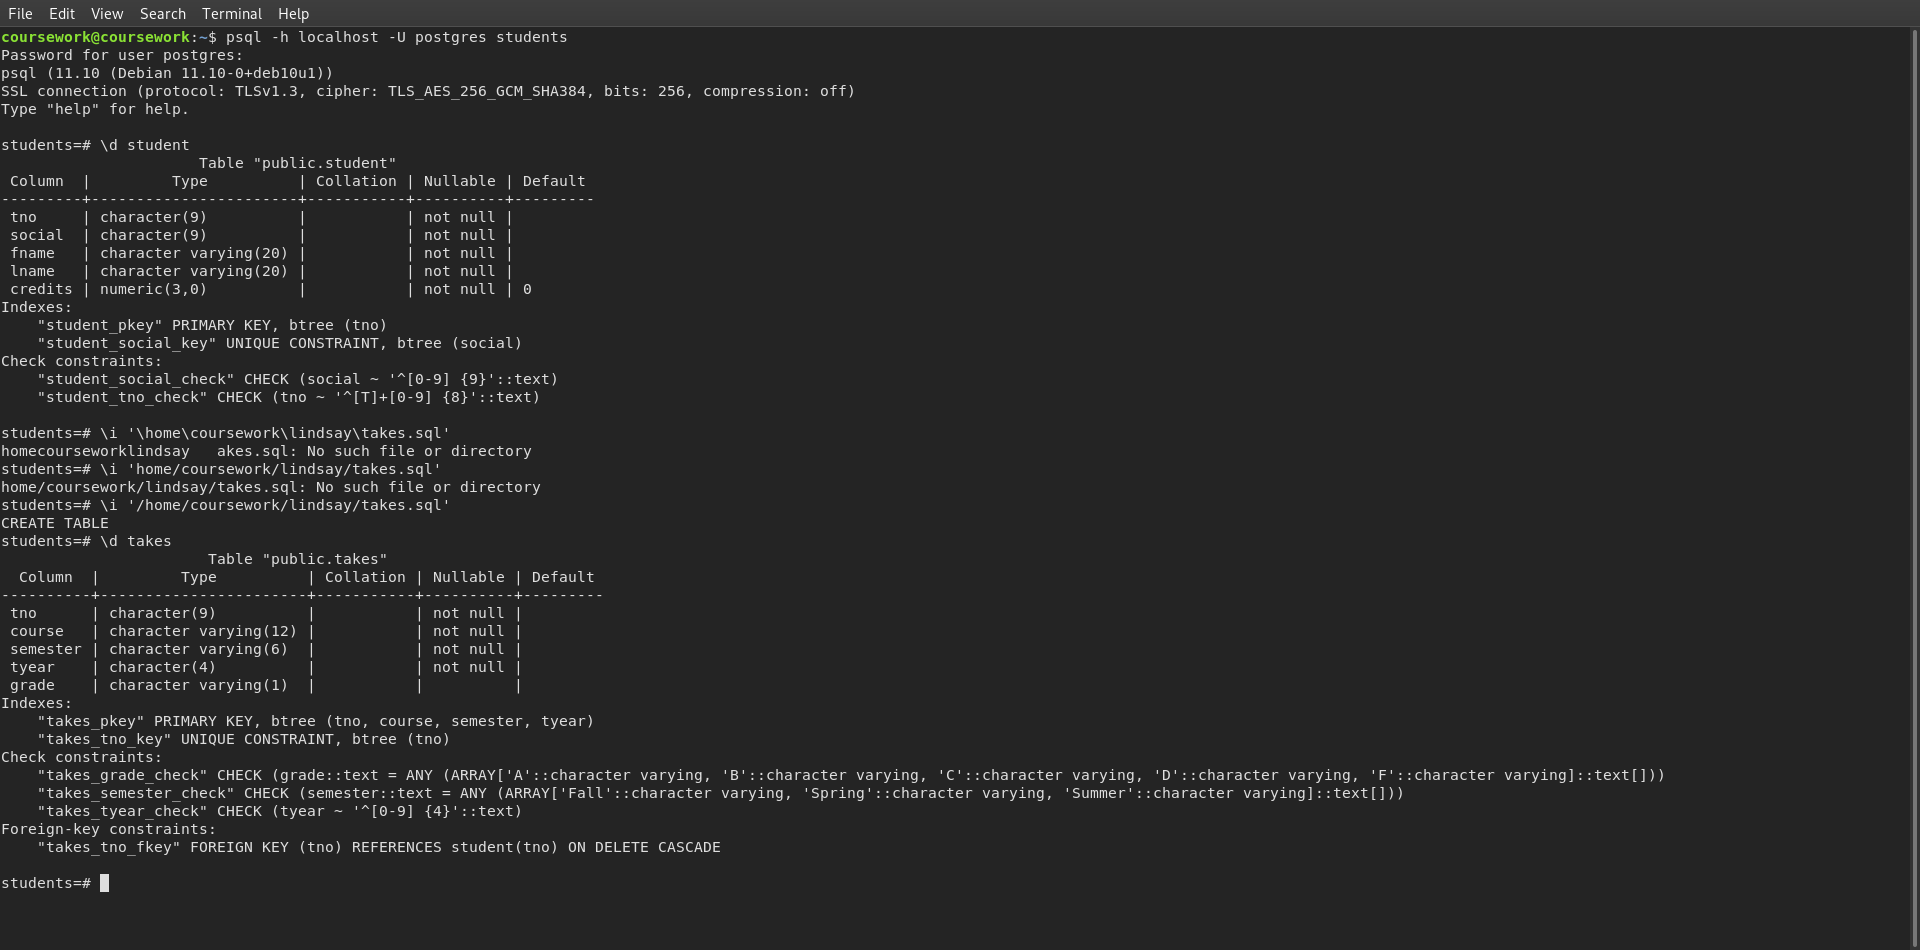 File Edit View Search Terminal Help
coursework@coursework:~$ psql -h localhost -U postgres students
Password for user postgres:
psql (11.10 (Debian 11.10-0+deb10u1))
SSL connection (protocol: TLSv1.3, cipher: TLS_AES_256_GCM_SHA384, bits: 256, compression: off)
Type "help" for help.

students=# \d student
                      Table "public.student"
 Column  |         Type          | Collation | Nullable | Default
---------+-----------------------+-----------+----------+---------
 tno     | character(9)          |           | not null |
 social  | character(9)          |           | not null |
 fname   | character varying(20) |           | not null |
 lname   | character varying(20) |           | not null |
 credits | numeric(3,0)          |           | not null | 0
Indexes:
    "student_pkey" PRIMARY KEY, btree (tno)
    "student_social_key" UNIQUE CONSTRAINT, btree (social)
Check constraints:
    "student_social_check" CHECK (social ~ '^[0-9] {9}'::text)
    "student_tno_check" CHECK (tno ~ '^[T]+[0-9] {8}'::text)

students=# \i '\home\coursework\lindsay\takes.sql'
homecourseworklindsay   akes.sql: No such file or directory
students=# \i 'home/coursework/lindsay/takes.sql'
home/coursework/lindsay/takes.sql: No such file or directory
students=# \i '/home/coursework/lindsay/takes.sql'
CREATE TABLE
students=# \d takes
                       Table "public.takes"
  Column  |         Type          | Collation | Nullable | Default
----------+-----------------------+-----------+----------+---------
 tno      | character(9)          |           | not null |
 course   | character varying(12) |           | not null |
 semester | character varying(6)  |           | not null |
 tyear    | character(4)          |           | not null |
 grade    | character varying(1)  |           |          |
Indexes:
    "takes_pkey" PRIMARY KEY, btree (tno, course, semester, tyear)
    "takes_tno_key" UNIQUE CONSTRAINT, btree (tno)
Check constraints:
    "takes_grade_check" CHECK (grade::text = ANY (ARRAY['A'::character varying, 'B'::character varying, 'C'::character varying, 'D'::character varying, 'F'::character varying]::text[]))
    "takes_semester_check" CHECK (semester::text = ANY (ARRAY['Fall'::character varying, 'Spring'::character varying, 'Summer'::character varying]::text[]))
    "takes_tyear_check" CHECK (tyear ~ '^[0-9] {4}'::text)
Foreign-key constraints:
    "takes_tno_fkey" FOREIGN KEY (tno) REFERENCES student(tno) ON DELETE CASCADE

students=#